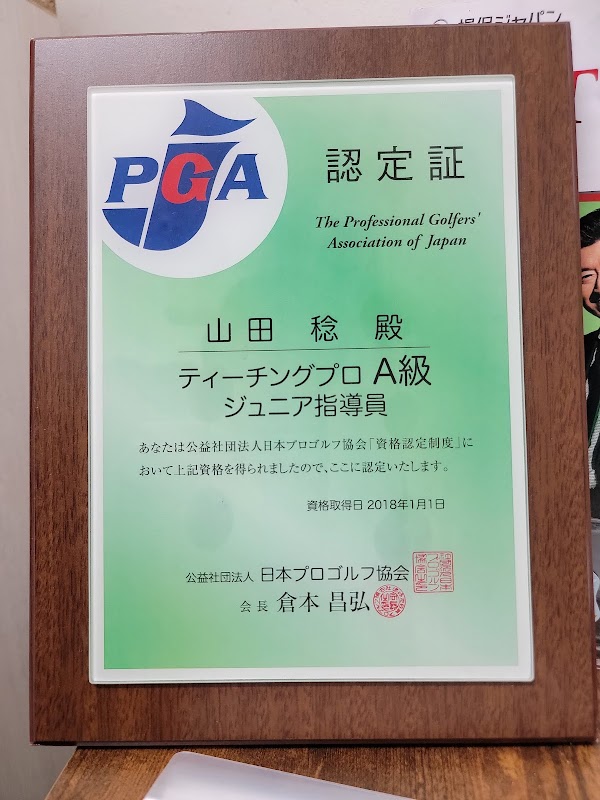 損保ジャパン
PGA
認定証
The Professional Golfers'
Association of Japan
山田 稔 殿
ティーチングプロ A級
ジュニア指導員
あなたは公益社団法人日本プロゴルフ協会「資格認定制度」に
おいて上記資格を得られましたので、ここに認定いたします。
資格取得日 2018年1月1日
公益社団法人 日本プロゴルフ協会
会長 倉本 昌弘